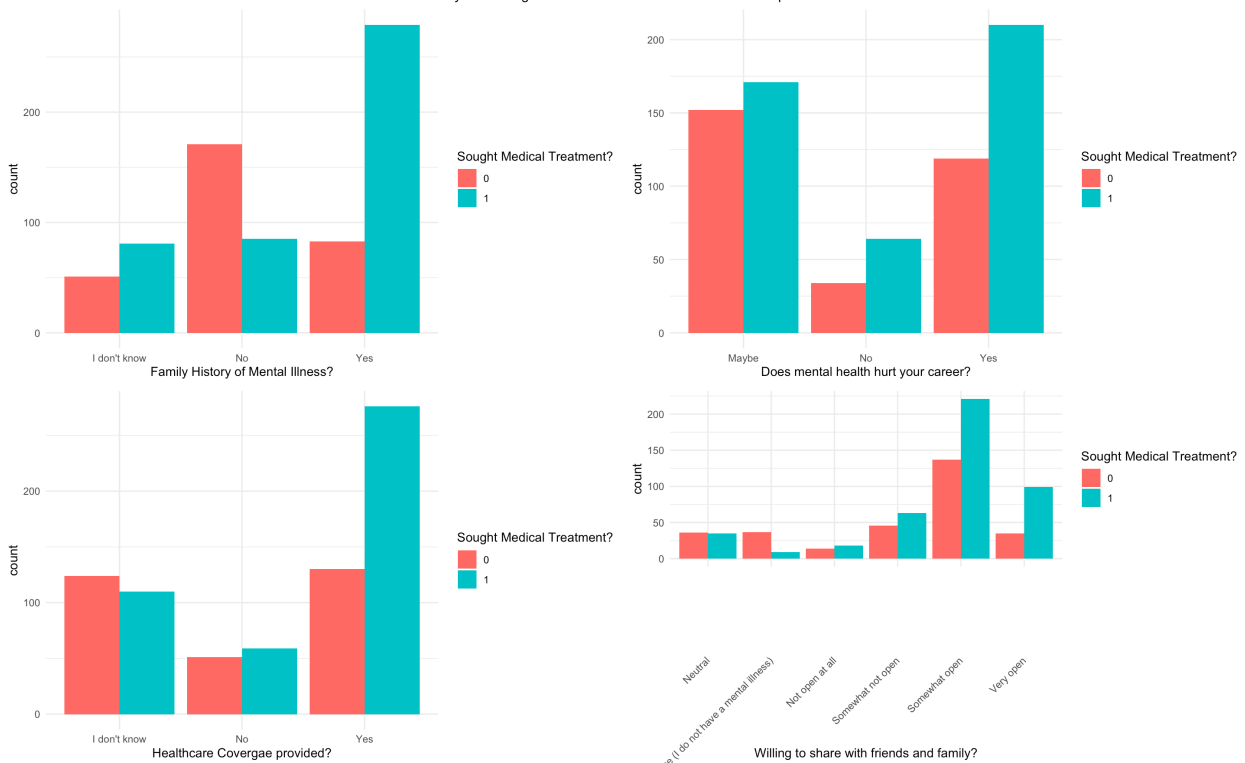 count
200
100
0
I don't know
No
Yes
Family History of Mental Illness?
Sought Medical Treatment?
0
1
count
200
150
100
50
0
Maybe
No
Yes
Does mental health hurt your career?
Sought Medical Treatment?
0
1
count
200
100
0
I don't know
No
Yes
Healthcare Covergae provided?
Sought Medical Treatment?
0
1
count
200
150
100
50
0
Neutral
(I do not have a mental illness)
Not open at all
Somewhat not open
Somewhat open
Very open
Willing to share with friends and family?
Sought Medical Treatment?
0
1